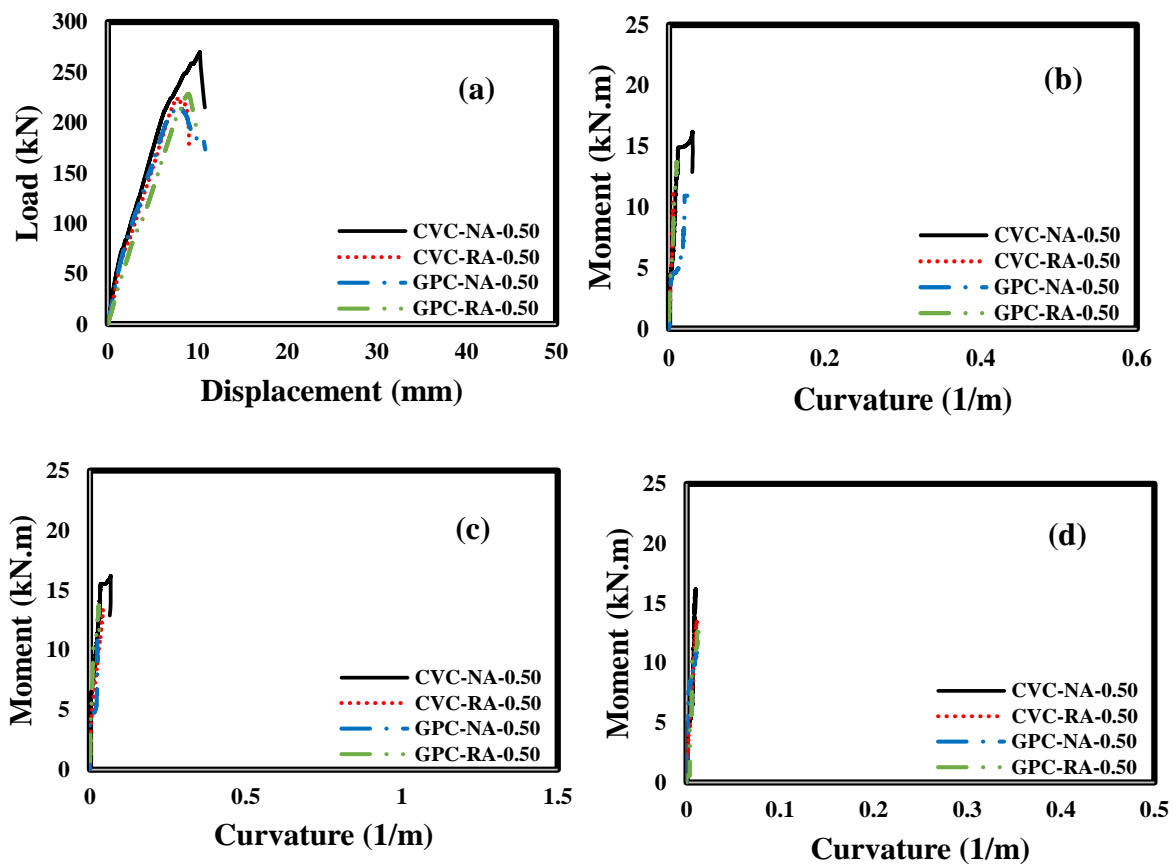 300
250
200
150
100
50
0
Load (kN)
(a)
CVC-NA-0.50
CVC-RA-0.50
GPC-NA-0.50
GPC-RA-0.50
0 10 20 30 40 50
Displacement (mm)
25
20
15
10
5
0
Moment (kN.m)
(b)
CVC-NA-0.50
CVC-RA-0.50
GPC-NA-0.50
GPC-RA-0.50
0 0.2 0.4 0.6
Curvature (1/m)
25
20
15
10
5
0
Moment (kN.m)
(c)
CVC-NA-0.50
CVC-RA-0.50
GPC-NA-0.50
GPC-RA-0.50
0 0.5 1 1.5
Curvature (1/m)
25
20
15
10
5
0
Moment (kN.m)
(d)
CVC-NA-0.50
CVC-RA-0.50
GPC-NA-0.50
GPC-RA-0.50
0 0.1 0.2 0.3 0.4 0.5
Curvature (1/m)